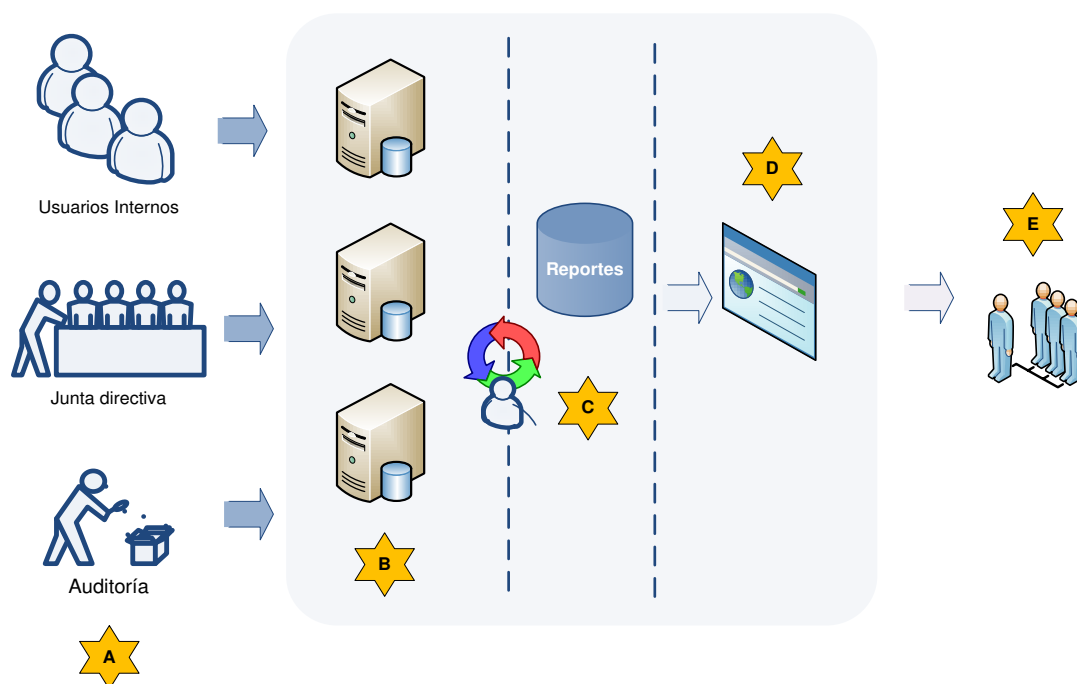 Usuarios Internos
Junta directiva
Auditoría
A
B
Reportes
C
D
E